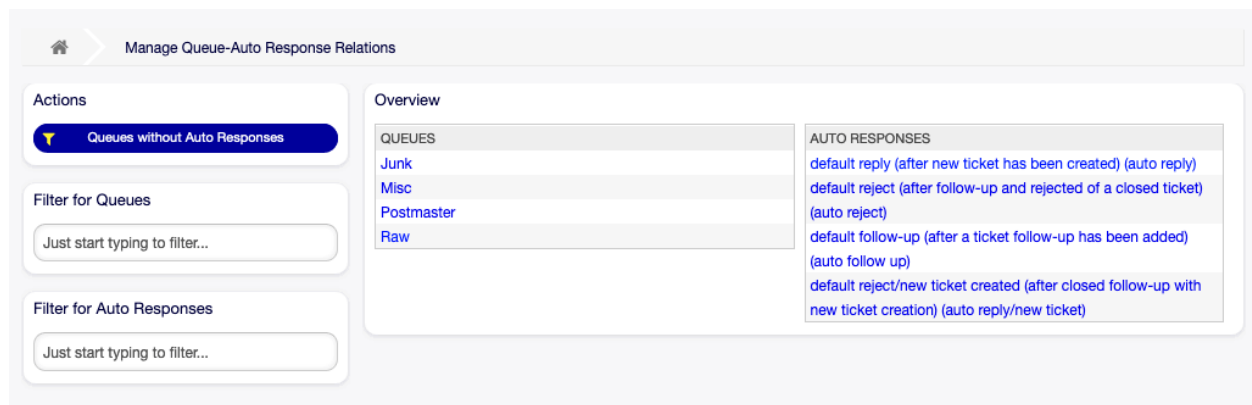 Manage Queue-Auto Response Relations
Actions
Queues without Auto Responses
Filter for Queues
Just start typing to filter...
Filter for Auto Responses
Just start typing to filter...
Overview
QUEUES
Junk
Misc
Postmaster
Raw
AUTO RESPONSES
default reply (after new ticket has been created) (auto reply)
default reject (after follow-up and rejected of a closed ticket)
(auto reject)
default follow-up (after a ticket follow-up has been added)
(auto follow up)
default reject/new ticket created (after closed follow-up with
new ticket creation) (auto reply/new ticket)